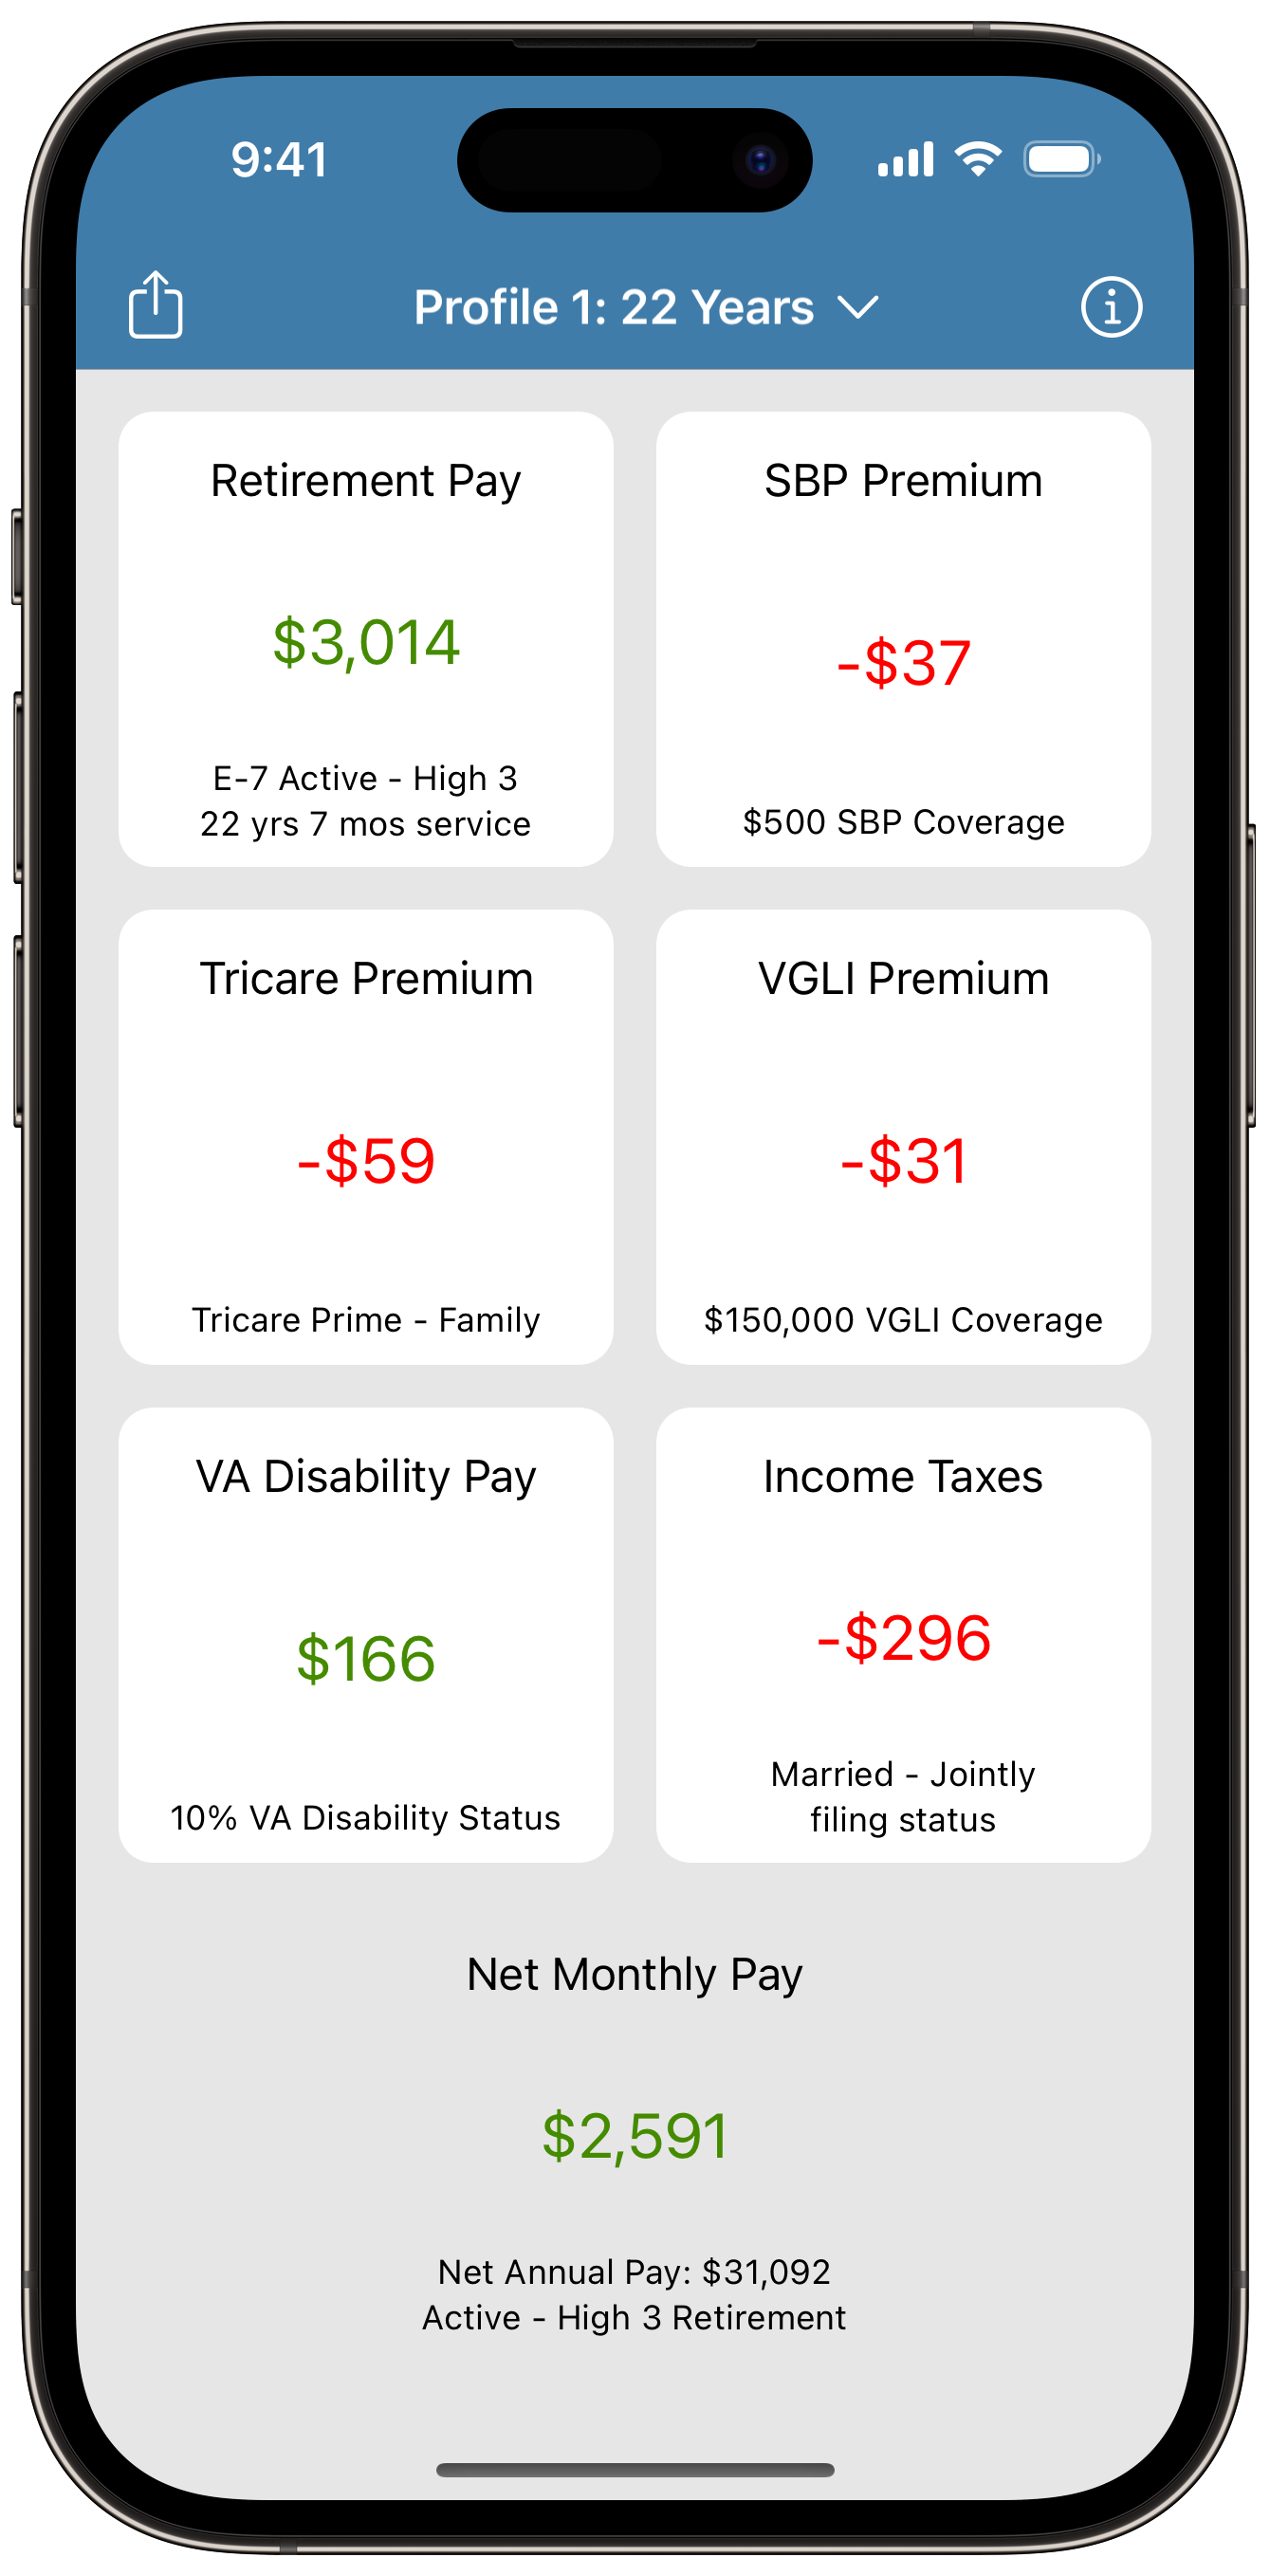 9:41
Profile 1: 22 Years
Retirement Pay
$3,014
E-7 Active - High 3
22 yrs 7 mos service
SBP Premium
-$37
$500 SBP Coverage
Tricare Premium
-$59
Tricare Prime - Family
VGLI Premium
-$31
$150,000 VGLI Coverage
VA Disability Pay
$166
10% VA Disability Status
Income Taxes
-$296
Married - Jointly
filing status
Net Monthly Pay
$2,591
Net Annual Pay: $31,092
Active - High 3 Retirement